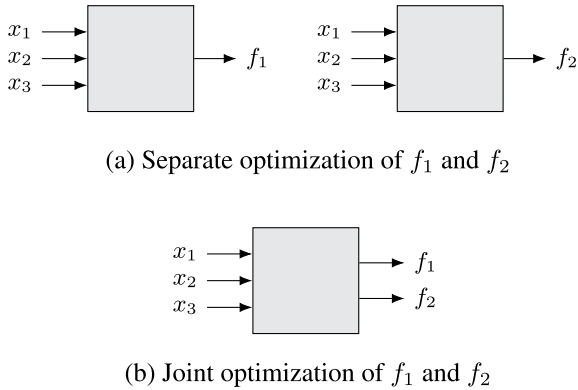 x₁ x₁
x₂ f₁ x₂ f₂
x₃ x₃
(a) Separate optimization of f₁ and f₂
x₁ f₁
x₂
x₃ f₂
(b) Joint optimization of f₁ and f₂